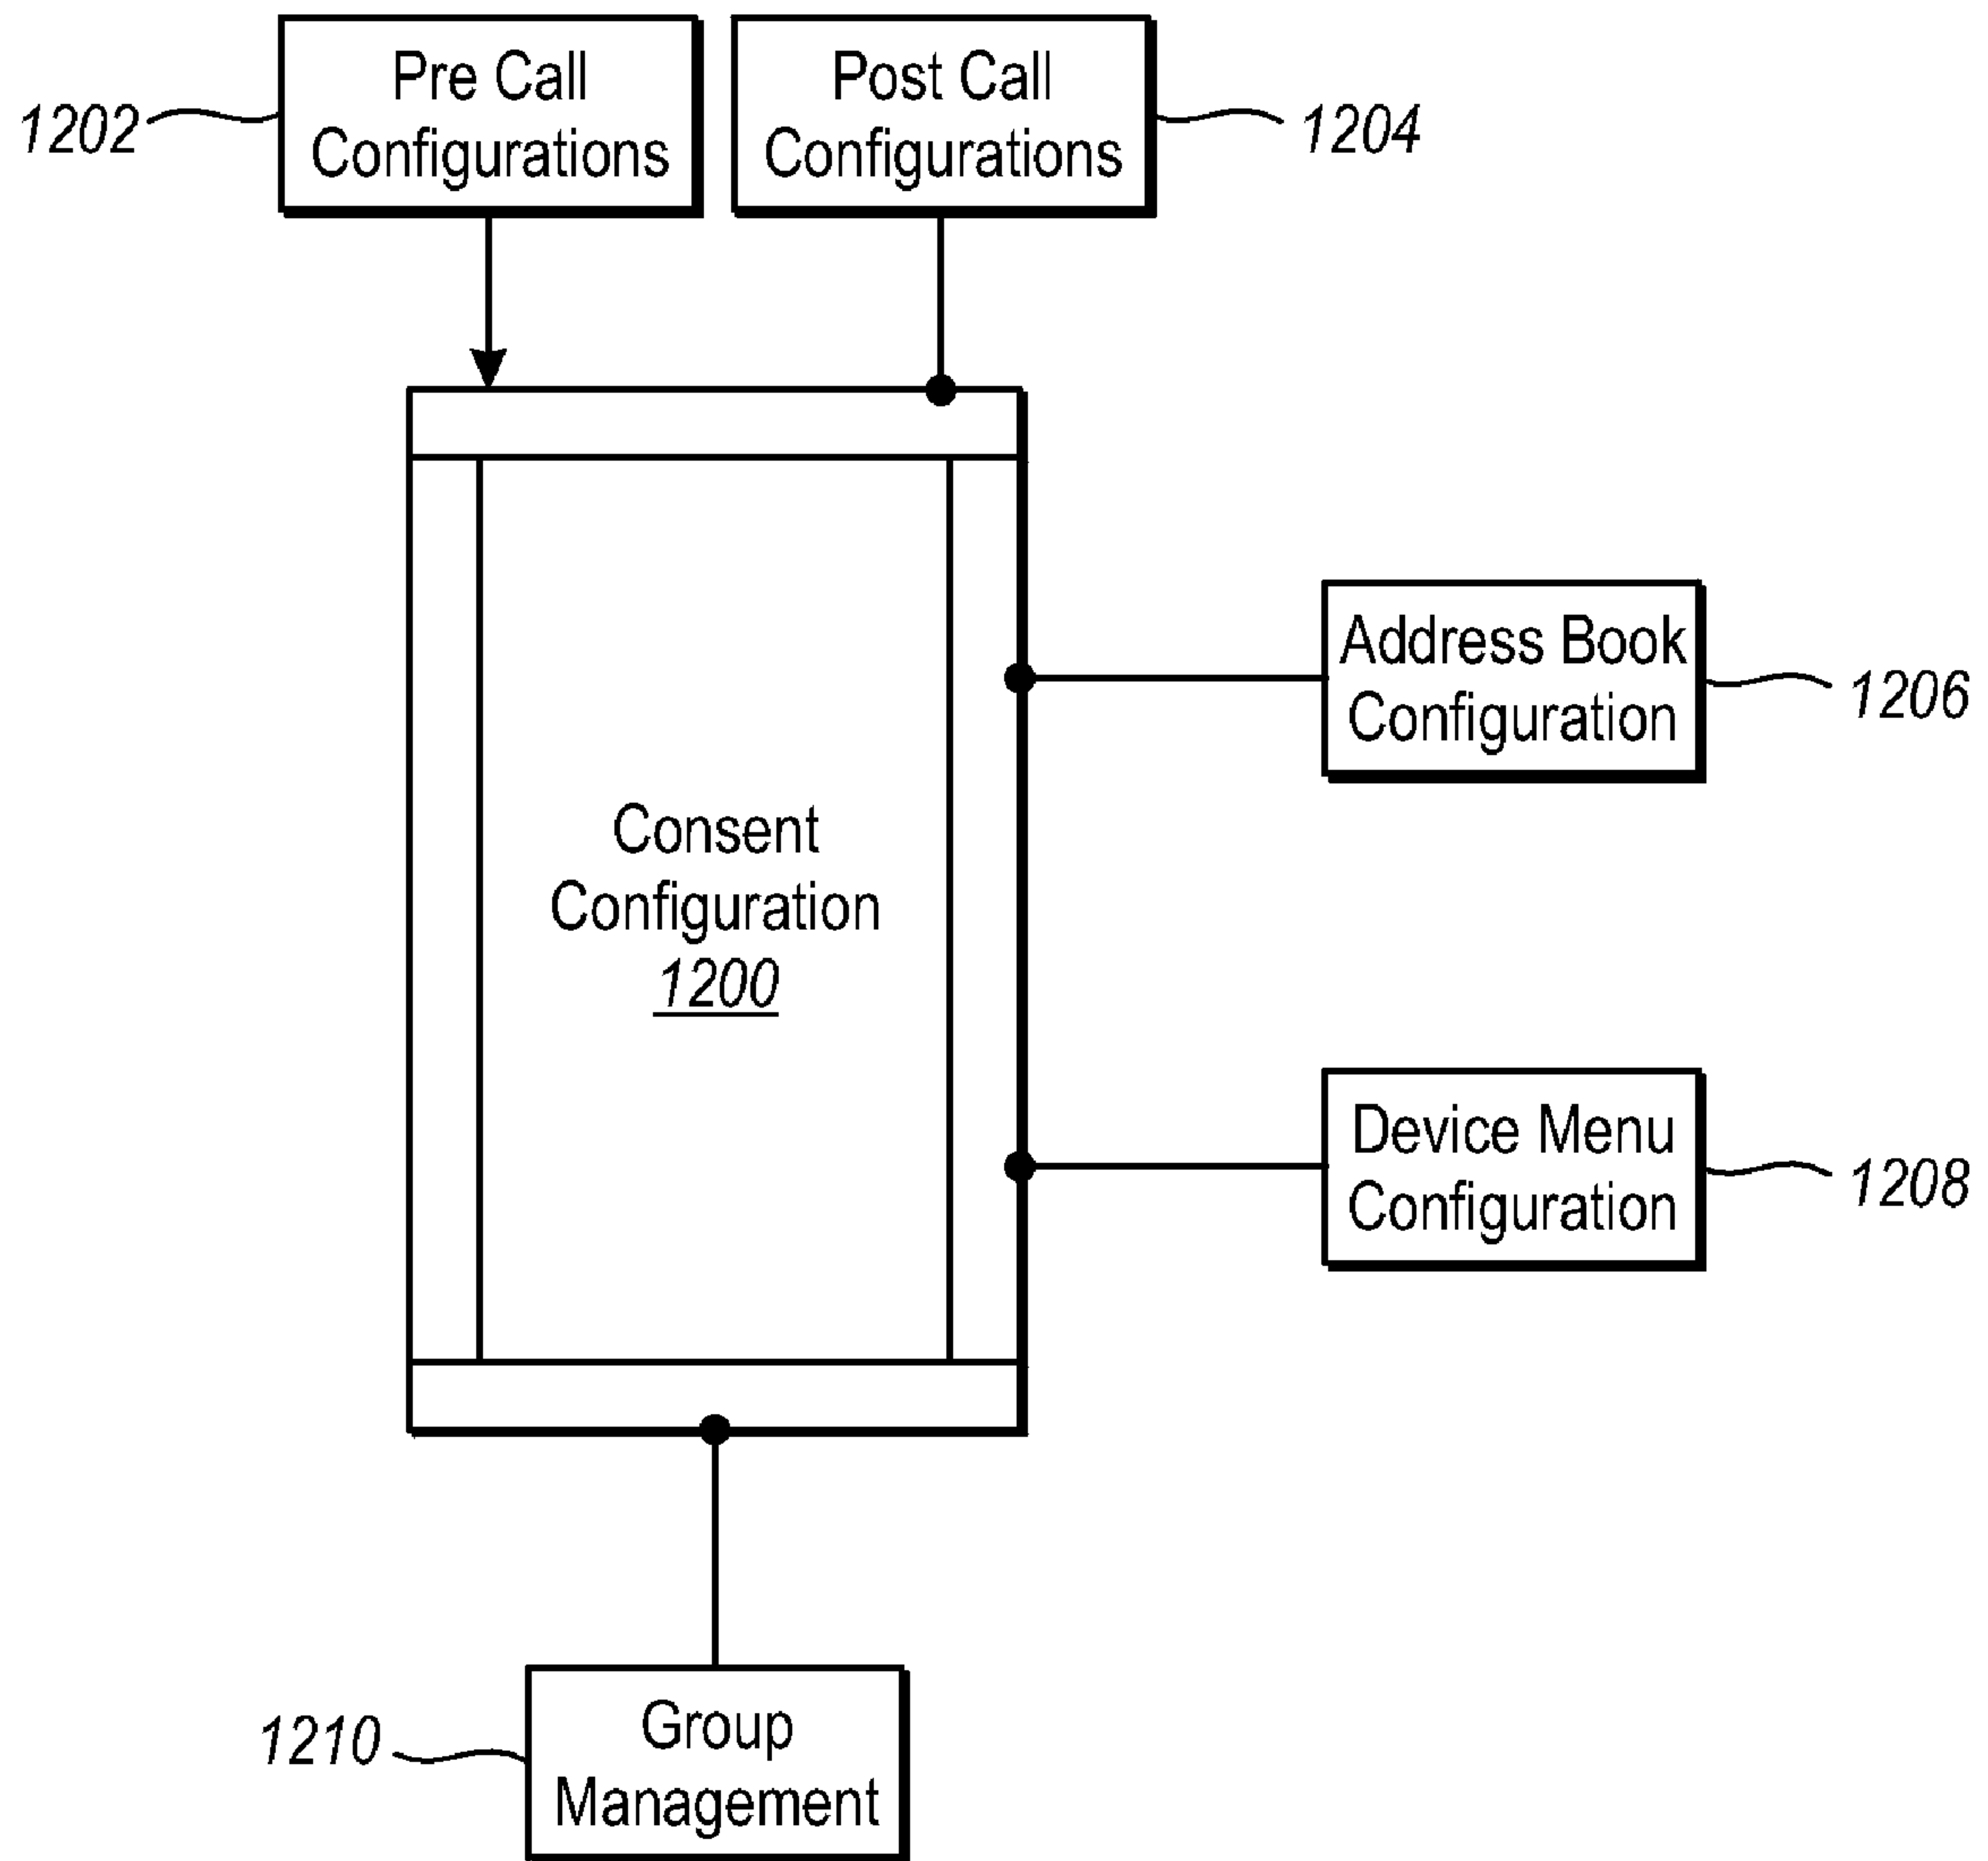 Pre Call
Configurations
1202
Post Call
Configurations
1204
Address Book
Configuration
1206
Consent
Configuration
1200
Device Menu
Configuration
1208
Group
Management
1210